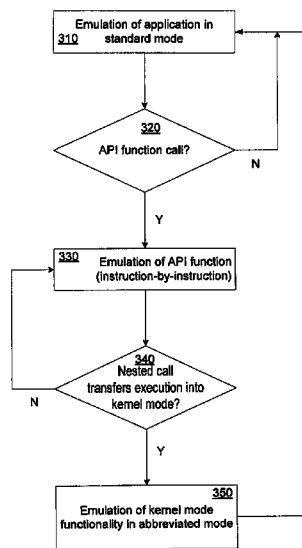 Emulation of application in
310 standard mode
320
API function call?
N
Y
330 Emulation of API function
(instruction-by-instruction)
340
Nested call
transfers execution into
kernel mode?
N
Y
350
Emulation of kernel mode
functionality in abbreviated mode